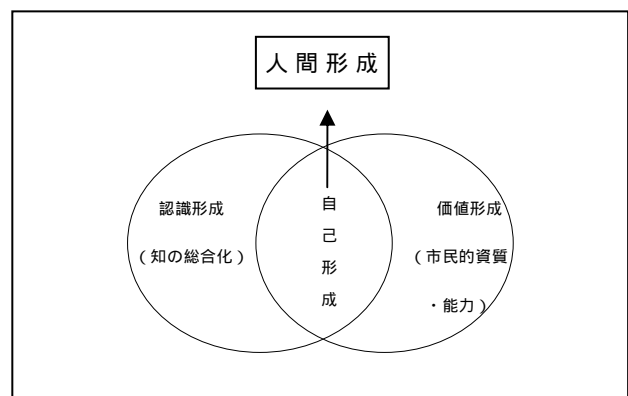 人間形成
認識形成
(知の総合化)
自己形成
価値形成
(市民的資質
・能力)